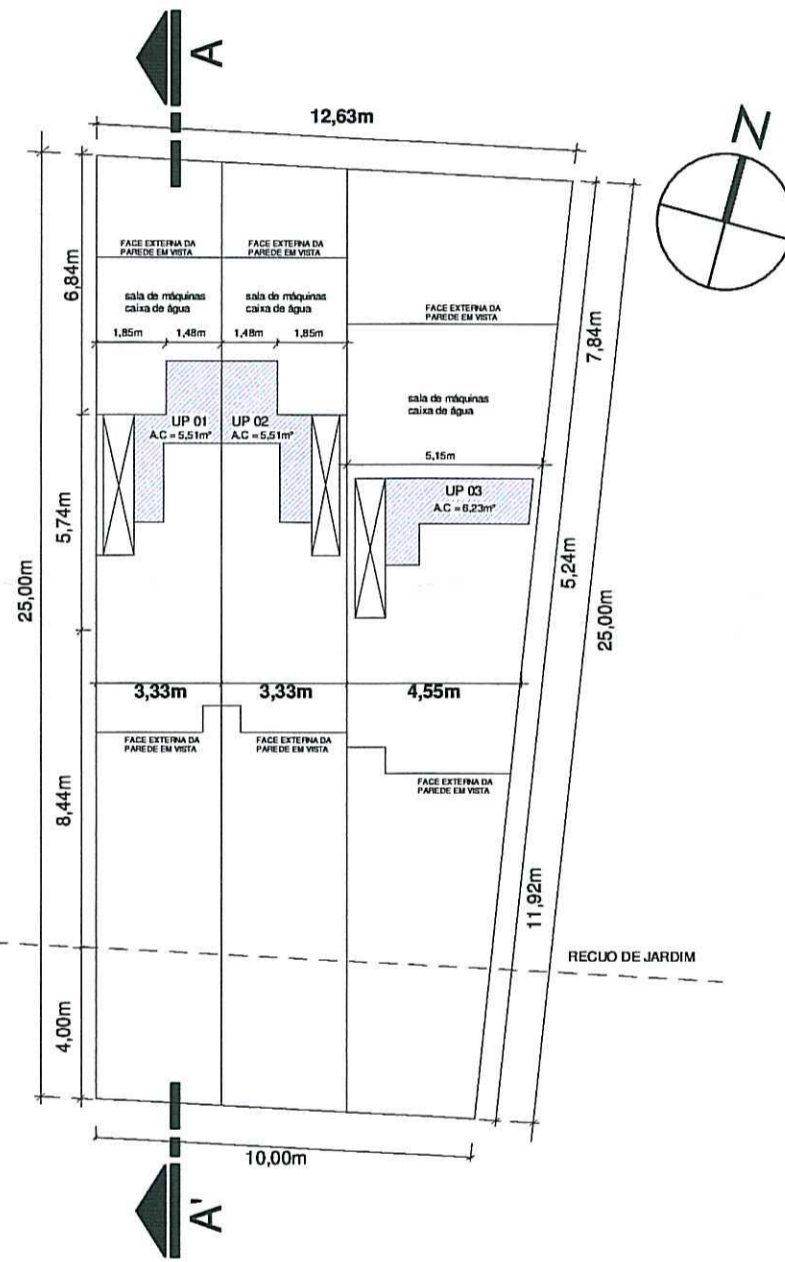 A
12,63m
N
FACE EXTERNA DA
PAREDE EM VISTA
FACE EXTERNA DA
PAREDE EM VISTA
6,84m
sala de máquinas
caixa de água
sala de máquinas
caixa de água
FACE EXTERNA DA
PAREDE EM VISTA
1,85m
1,48m
1,48m
1,85m
7,84m
sala de máquinas
caixa de água
UP 01
A.C = 5,51m²
UP 02
A.C = 5,51m²
5,15m
UP 03
A.C = 6,23m²
5,74m
5,24m
25,00m
25,00m
3,33m
3,33m
4,55m
FACE EXTERNA DA
PAREDE EM VISTA
FACE EXTERNA DA
PAREDE EM VISTA
FACE EXTERNA DA
PAREDE EM VISTA
8,44m
11,92m
RECUO DE JARDIM
4,00m
10,00m
A'